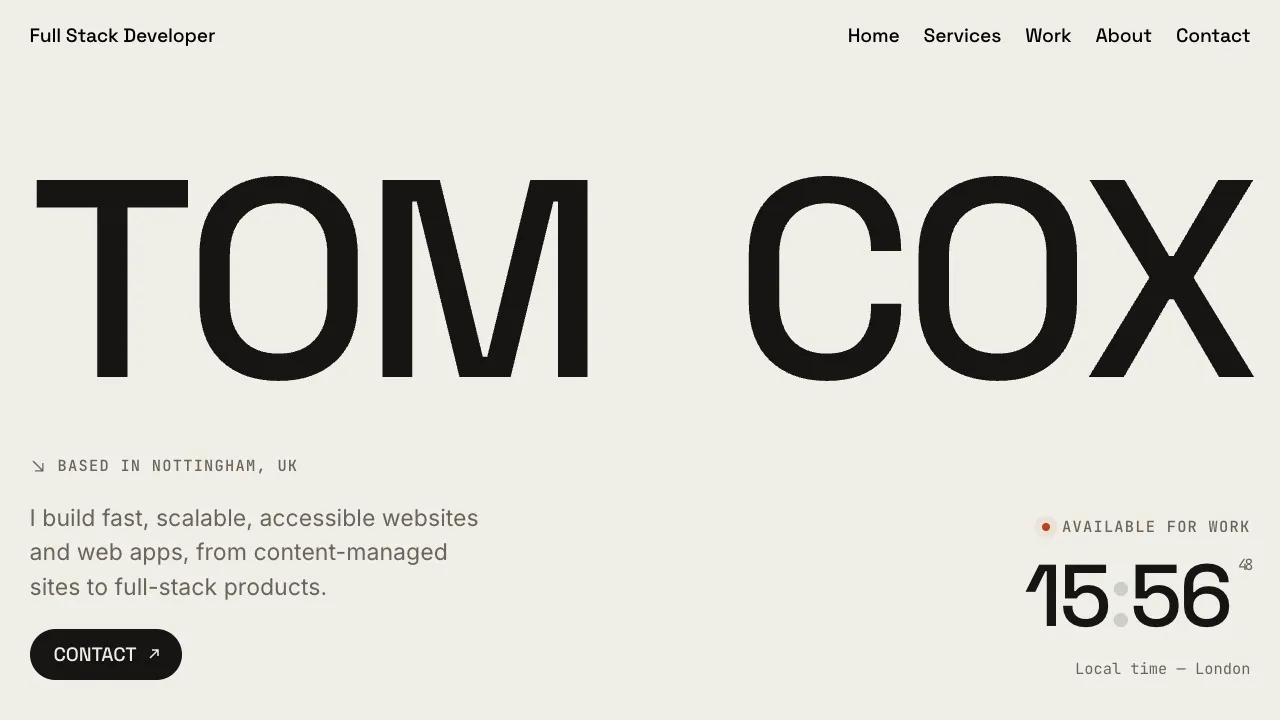 Full Stack Developer
Home Services Work About Contact
TOM COX
↘ BASED IN NOTTINGHAM, UK
I build fast, scalable, accessible websites
and web apps, from content-managed
sites to full-stack products.
CONTACT ↗
AVAILABLE FOR WORK
15:56 48
Local time — London